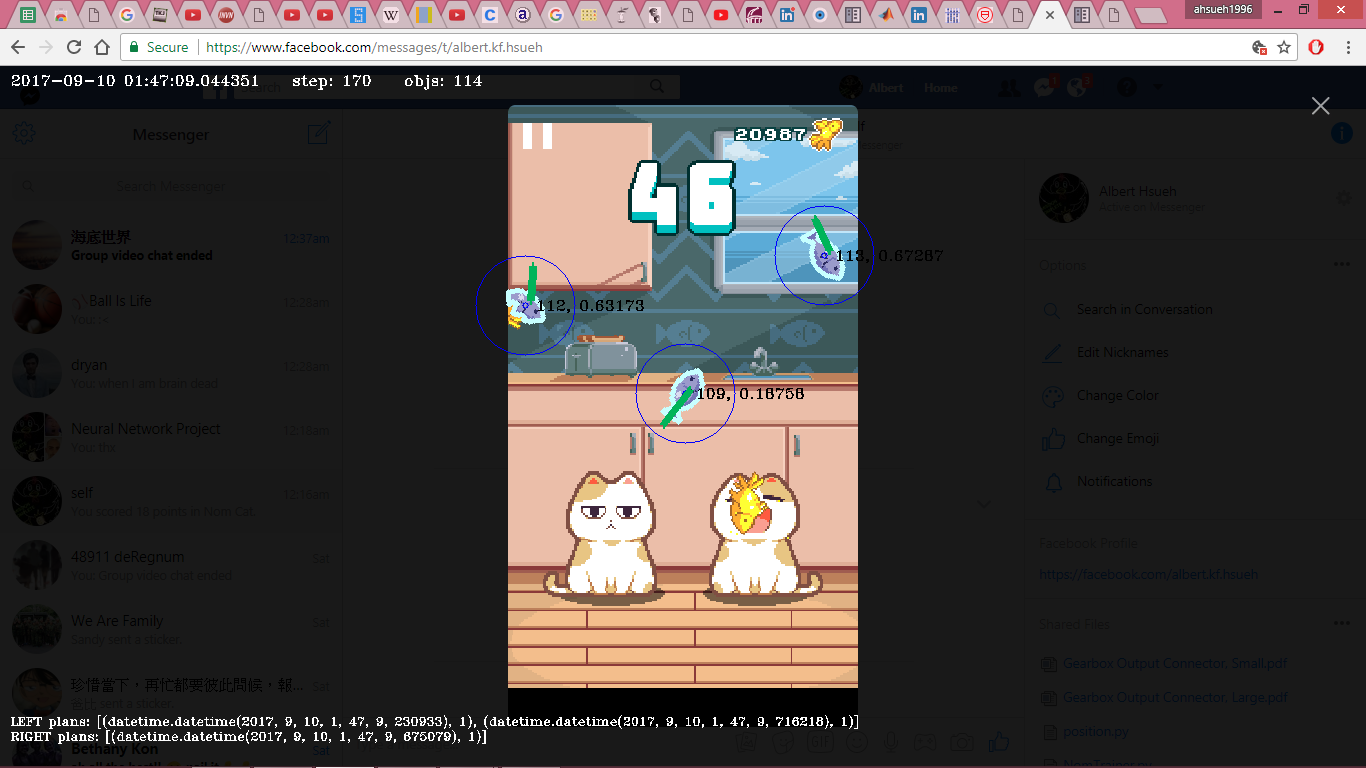 ahsueh1996
Secure
https://www.facebook.com/messages/t/albert.kf.hsueh
2017-09-10 01:47:09.044351 step: 170 objs: 114
Albert Home
Messenger
Search Messenger
海底世界 12:37am
Group video chat ended
Ball Is Life 12:28am
You: ok
dryan 12:28am
You: when I am brain dead
Neural Network Project 12:18am
You: thx
self 12:16am
You scored 18 points in Nom Cat.
48911 deRegnum Sat
You: Group video chat ended
We Are Family Sat
Sandy sent a sticker.
珍惜當下，再忙都要彼此問候，報... Sat
sent a sticker.
Bethany Kon Sat
20987
46
113, 0.67287
112, 0.63173
109, 0.18758
Albert Hsueh
Active on Messenger
Options
Search in Conversation
Edit Nicknames
Change Color
Change Emoji
Notifications
Facebook Profile
https://facebook.com/albert.kf.hsueh
Shared Files
Gearbox Output Connector, Small.pdf
Gearbox Output Connector, Large.pdf
position.py
NomTrainer.py
LEFT plans: [(datetime.datetime(2017, 9, 10, 1, 47, 9, 230933), 1), (datetime.datetime(2017, 9, 10, 1, 47, 9, 716218), 1)]
RIGHT plans: [(datetime.datetime(2017, 9, 10, 1, 47, 9, 675079), 1)]